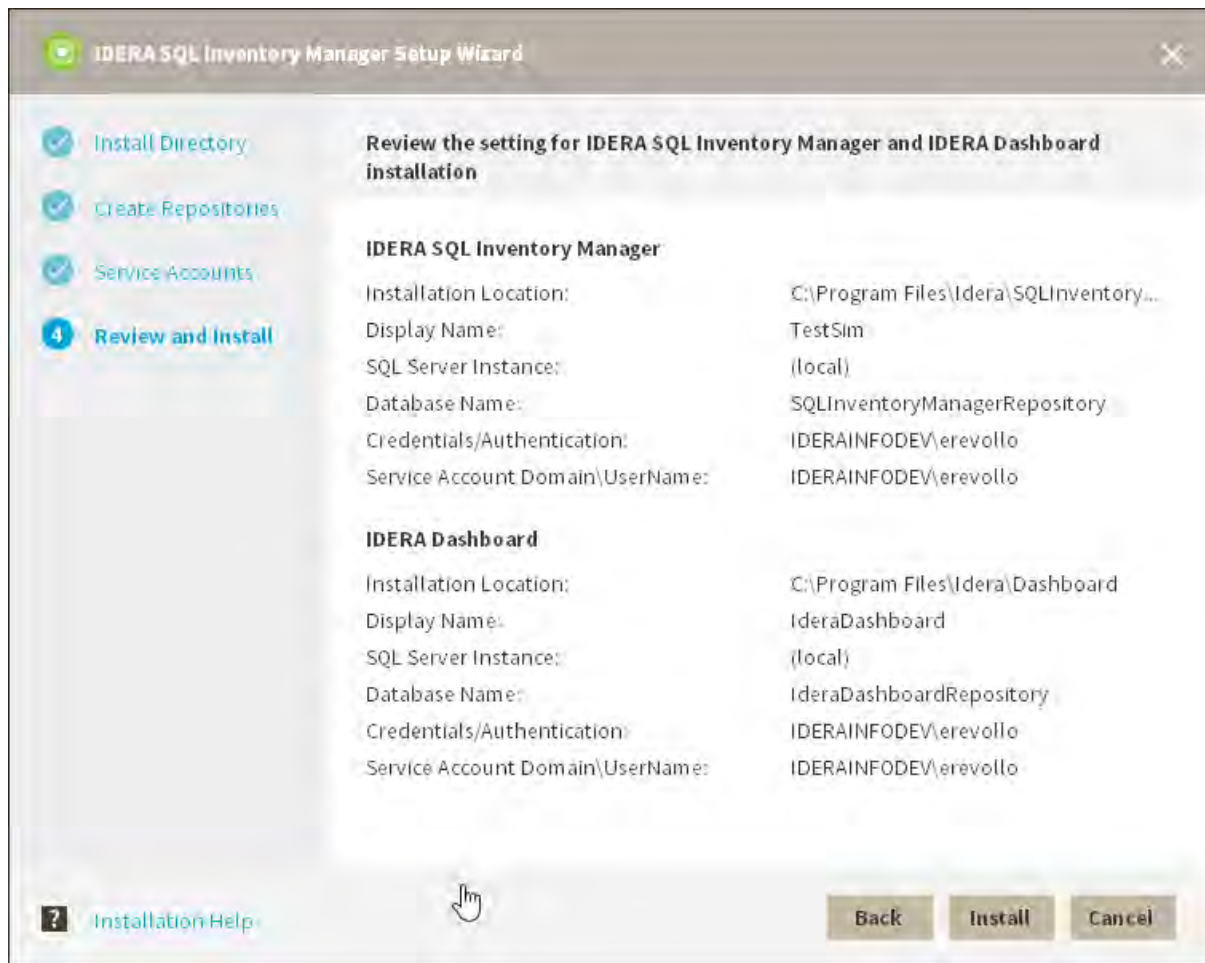 IDERA SQL Inventory Manager Setup Wizard
Install Directory
Create Repositories
Service Accounts
4 Review and Install
Review the setting for IDERA SQL Inventory Manager and IDERA Dashboard
installation
IDERA SQL Inventory Manager
Installation Location: C:\Program Files\Idera\SQLInventory...
Display Name: TestSim
SQL Server Instance: (local)
Database Name: SQLInventoryManagerRepository
Credentials/Authentication: IDERAINFODEV\erevollo
Service Account Domain\UserName: IDERAINFODEV\erevollo
IDERA Dashboard
Installation Location: C:\Program Files\Idera\Dashboard
Display Name: IderaDashboard
SQL Server Instance: (local)
Database Name: IderaDashboardRepository
Credentials/Authentication: IDERAINFODEV\erevollo
Service Account Domain\UserName: IDERAINFODEV\erevollo
? Installation Help
Back Install Cancel